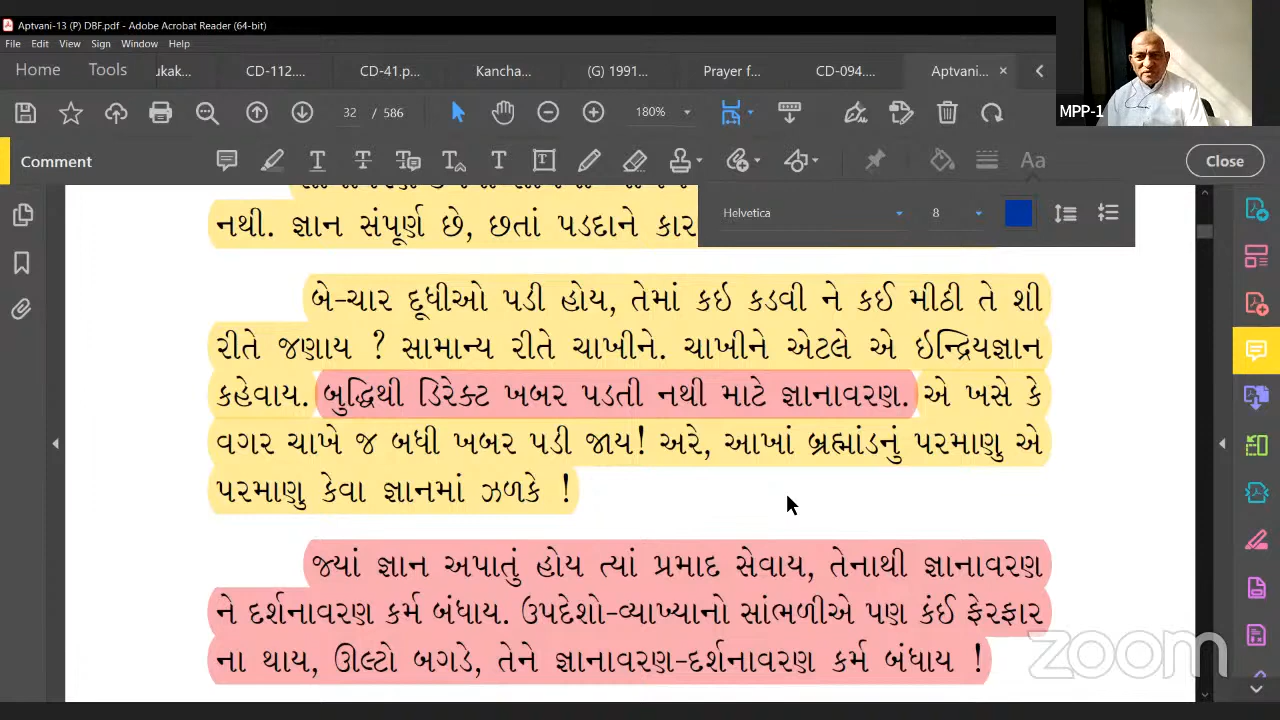 Aptvani-13 (P) DBF.pdf - Adobe Acrobat Reader (64-bit)
File Edit View Sign Window Help
Home Tools ukak... CD-112.... CD-41.p... Kancha... (G) 1991... Prayer f... CD-094.... Aptvani... ×
32 / 586 180%
MPP-1
Comment Close
Helvetica 8
નથી. જ્ઞાન સંપૂર્ણ છે, છતાં પડદાને કાર
બે-ચાર દૂધીઓ પડી હોય, તેમાં કઇ કડવી ને કઈ મીઠી તે શી
રીતે જણાય ? સામાન્ય રીતે ચાખીને. ચાખીને એટલે એ ઇન્દ્રિયજ્ઞાન
કહેવાય. બુદ્ધિથી ડિરેક્ટ ખબર પડતી નથી માટે જ્ઞાનાવરણ. એ ખસે કે
વગર ચાખે જ બધી ખબર પડી જાય! અરે, આખાં બ્રહ્માંડનું પરમાણુ એ
પરમાણુ કેવા જ્ઞાનમાં ઝળકે !
જ્યાં જ્ઞાન અપાતું હોય ત્યાં પ્રમાદ સેવાય, તેનાથી જ્ઞાનાવરણ
ને દર્શનાવરણ કર્મ બંધાય. ઉપદેશો-વ્યાખ્યાનો સાંભળીએ પણ કંઈ ફેરફાર
ના થાય, ઊલ્ટો બગડે, તેને જ્ઞાનાવરણ-દર્શનાવરણ કર્મ બંધાય !
zoom